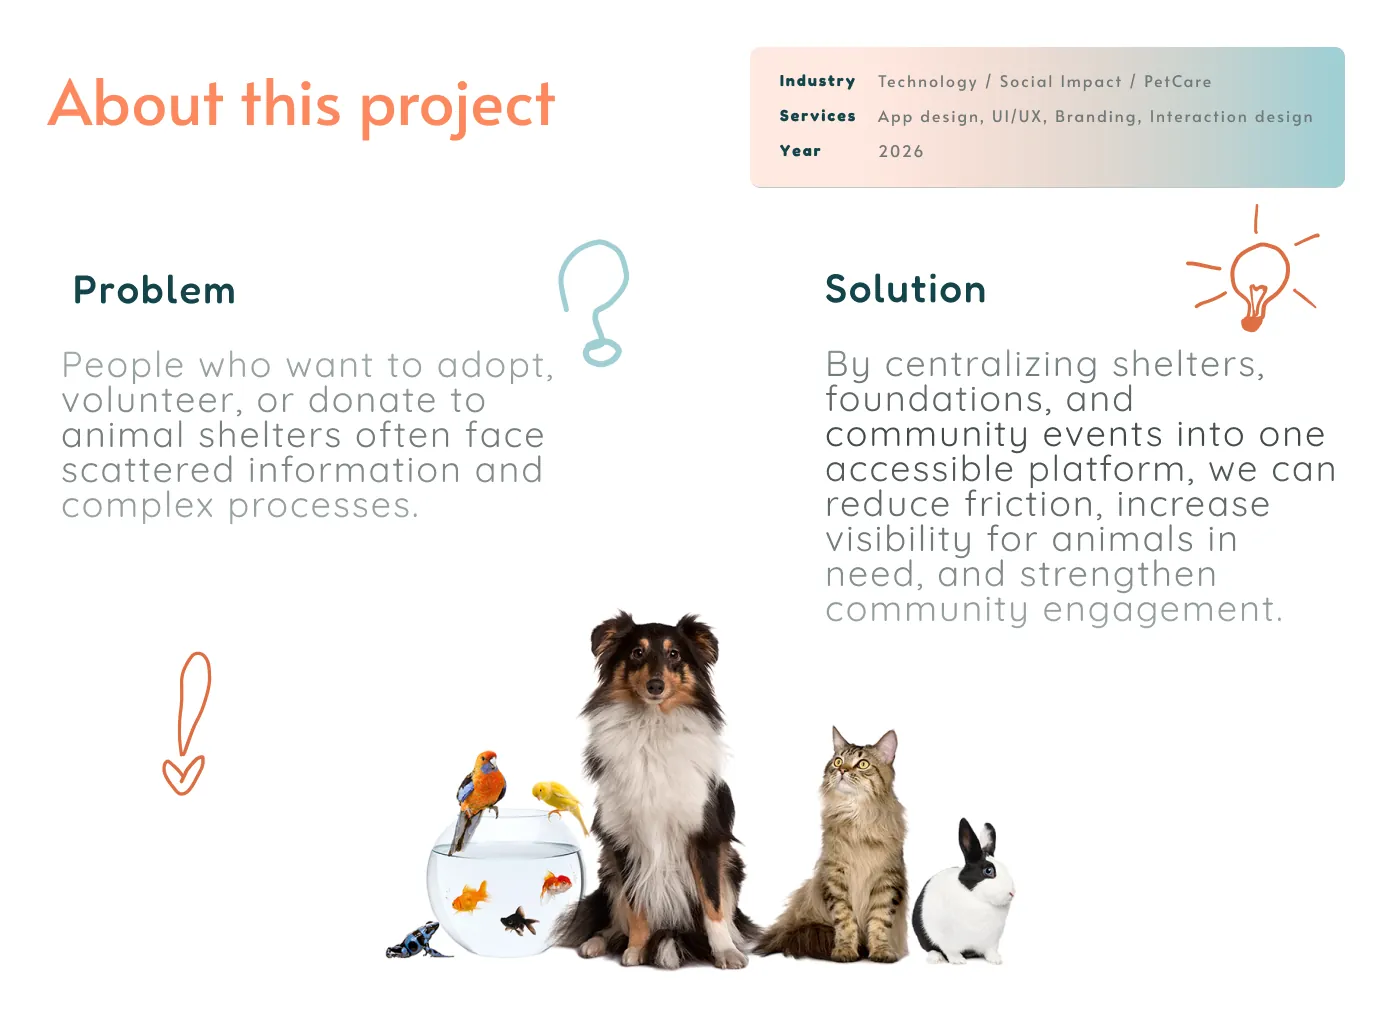 About this project
Industry Technology / Social Impact / PetCare
Services App design, UI/UX, Branding, Interaction design
Year 2026
Problem
People who want to adopt,
volunteer, or donate to
animal shelters often face
scattered information and
complex processes.
Solution
By centralizing shelters,
foundations, and
community events into one
accessible platform, we can
reduce friction, increase
visibility for animals in
need, and strengthen
community engagement.